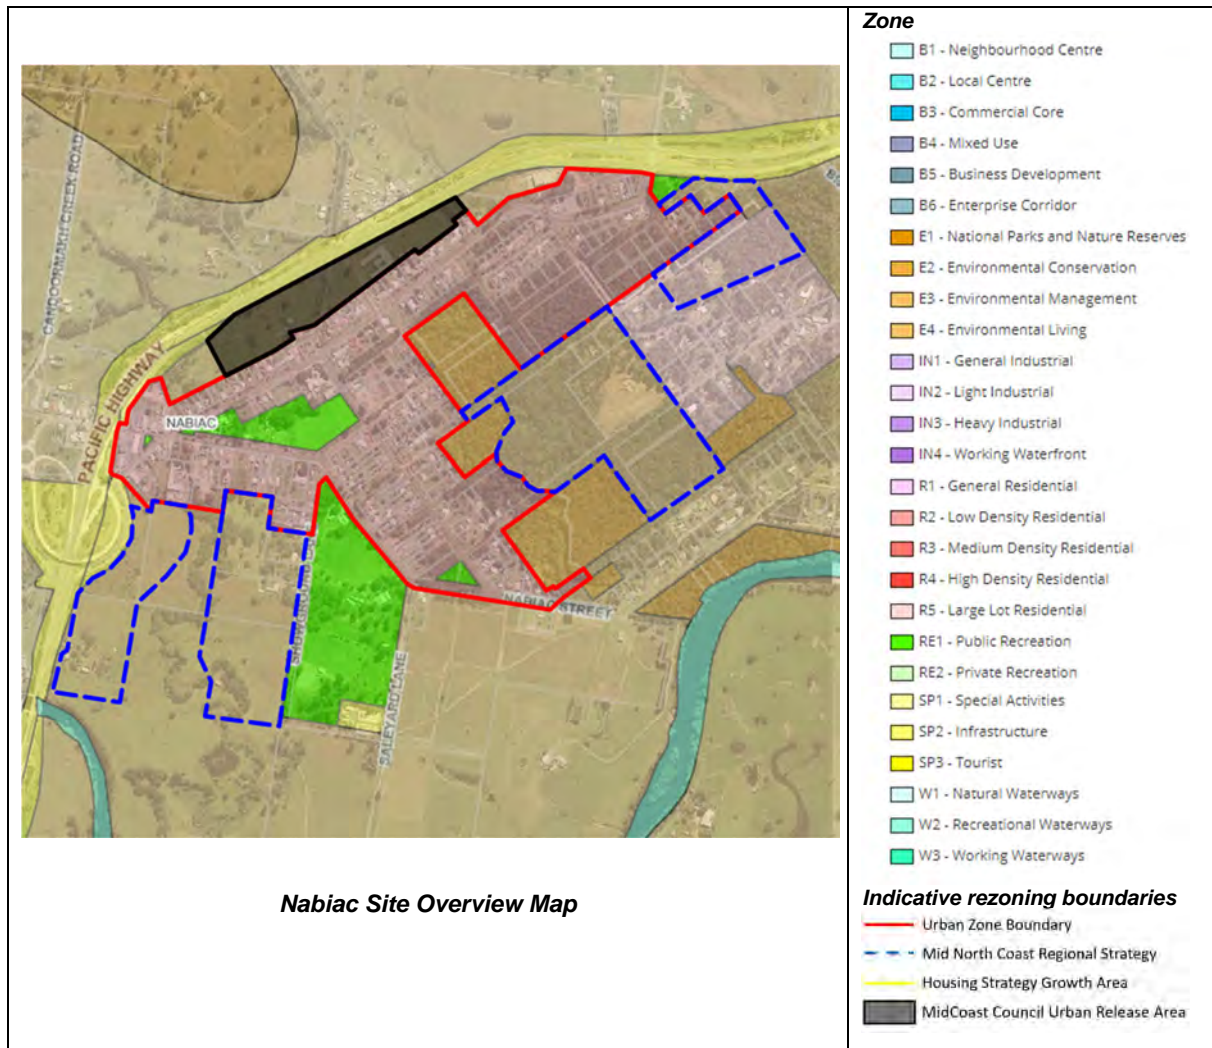 CANDOORMAKH CREEK ROAD
PACIFIC HIGHWAY
NABIAC
SHOWGROUND
NABIAC STREET
SALEYARD LANE
Nabiac Site Overview Map
Zone
B1 - Neighbourhood Centre
B2 - Local Centre
B3 - Commercial Core
B4 - Mixed Use
B5 - Business Development
B6 - Enterprise Corridor
E1 - National Parks and Nature Reserves
E2 - Environmental Conservation
E3 - Environmental Management
E4 - Environmental Living
IN1 - General Industrial
IN2 - Light Industrial
IN3 - Heavy Industrial
IN4 - Working Waterfront
R1 - General Residential
R2 - Low Density Residential
R3 - Medium Density Residential
R4 - High Density Residential
R5 - Large Lot Residential
RE1 - Public Recreation
RE2 - Private Recreation
SP1 - Special Activities
SP2 - Infrastructure
SP3 - Tourist
W1 - Natural Waterways
W2 - Recreational Waterways
W3 - Working Waterways
Indicative rezoning boundaries
Urban Zone Boundary
Mid North Coast Regional Strategy
Housing Strategy Growth Area
MidCoast Council Urban Release Area